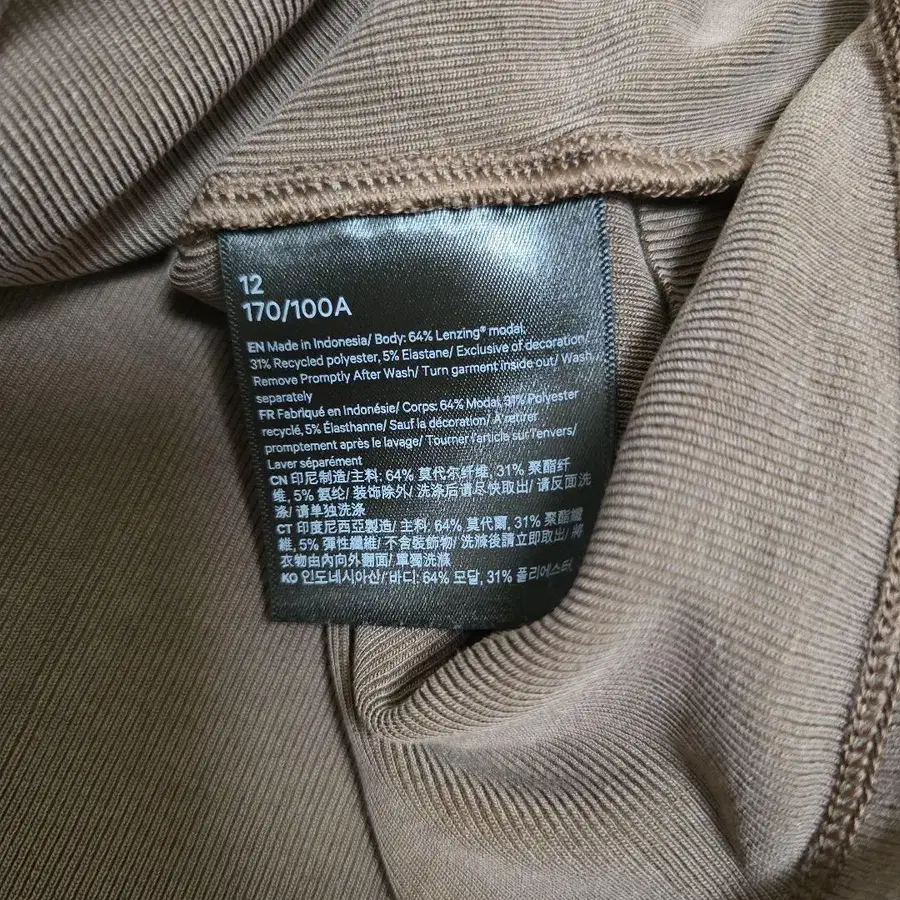 12
170/100A
EN Made in Indonesia/ Body: 64% Lenzing® modal,
31% Recycled polyester, 5% Elastane/ Exclusive of decoration/
Remove Promptly After Wash/ Turn garment inside out/ Wash
separately
FR Fabriqué en Indonésie/ Corps: 64% Modal, 31% Polyester
recyclé, 5% Élasthanne/ Sauf la décoration/ À retirer
promptement après le lavage/ Tourner l'article sur l'envers/
Laver séparément
CN 印尼制造/主料: 64% 莫代尔纤维, 31% 聚酯纤
维, 5% 氨纶/ 装饰除外/ 洗涤后请尽快取出/ 请反面洗
涤/ 请单独洗涤
CT 印度尼西亞製造/ 主料: 64% 莫代爾, 31% 聚酯纖
維, 5% 彈性纖維/ 不含裝飾物/ 洗滌後請立即取出/ 將
衣物由內向外翻面/ 單獨洗滌
KO 인도네시아산/ 바디: 64% 모달, 31% 폴리에스터,